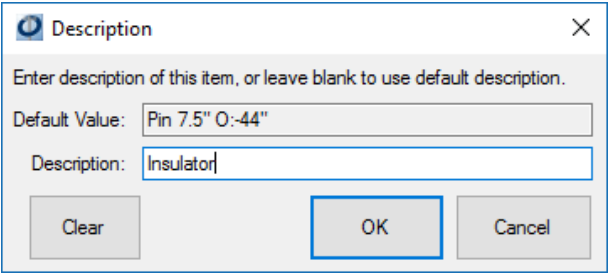 Description
Enter description of this item, or leave blank to use default description.
Default Value: Pin 7.5" O:-44"
Description: Insulator
Clear OK Cancel